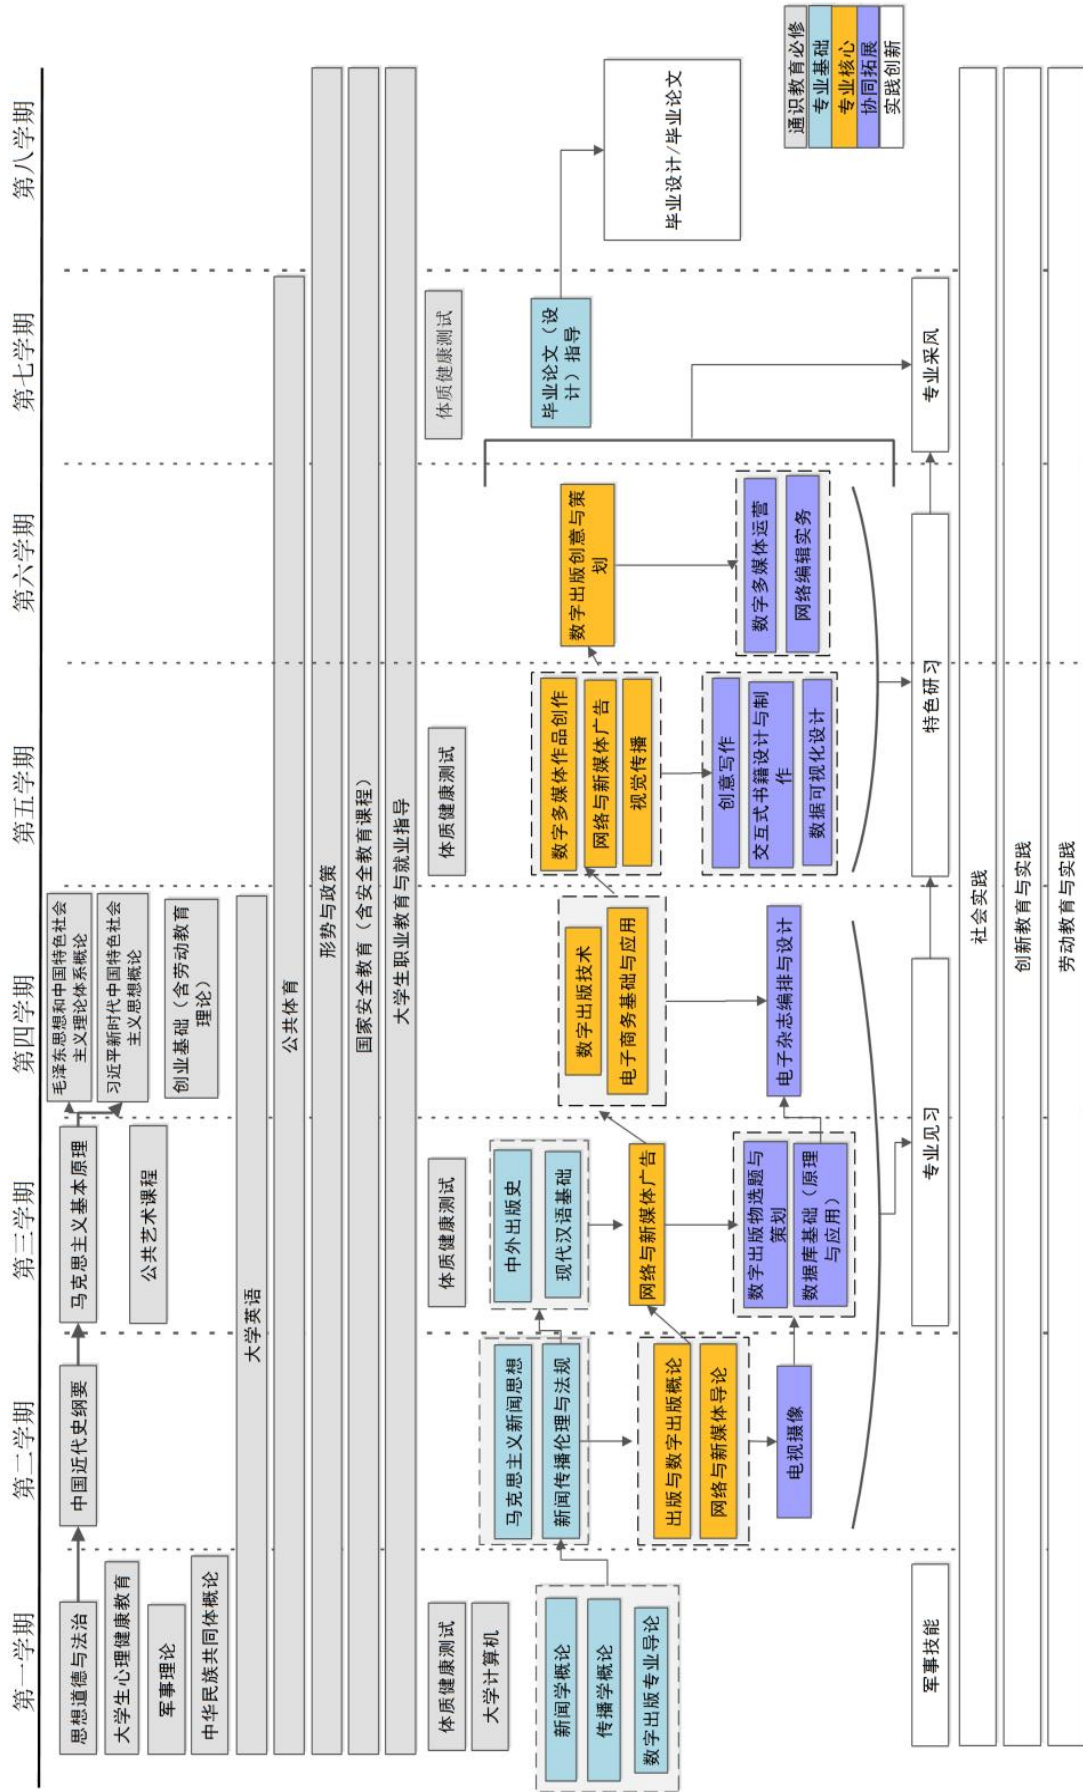 第一学期
第二学期
第三学期
第四学期
第五学期
第六学期
第七学期
第八学期
思想道德与法治
中国近代史纲要
马克思主义基本原理
毛泽东思想和中国特色社会
主义理论体系概论
习近平新时代中国特色社会
主义思想概论
大学生心理健康教育
公共艺术课程
创业基础（含劳动教育
理论）
军事理论
中华民族共同体概论
大学英语
公共体育
形势与政策
国家安全教育（含安全教育课程）
大学生职业教育与就业指导
体质健康测试
体质健康测试
体质健康测试
体质健康测试
大学计算机
新闻学概论
传播学概论
数字出版专业导论
马克思主义新闻思想
新闻传播伦理与法规
中外出版史
现代汉语基础
出版与数字出版概论
网络与新媒体导论
网络与新媒体广告
数字出版技术
电子商务基础与应用
数字多媒体作品创作
网络与新媒体广告
视觉传播
数字出版创意与策
划
毕业论文（设
计）指导
毕业设计/毕业论文
电视摄像
数字出版物选题与
策划
数据库基础（原理
与应用）
电子杂志编排与设计
创意写作
交互式书籍设计与制
作
数据可视化设计
数字多媒体运营
网络编辑实务
通识教育必修
专业基础
专业核心
协同拓展
实践创新
军事技能
专业见习
特色研习
专业采风
社会实践
创新教育与实践
劳动教育与实践